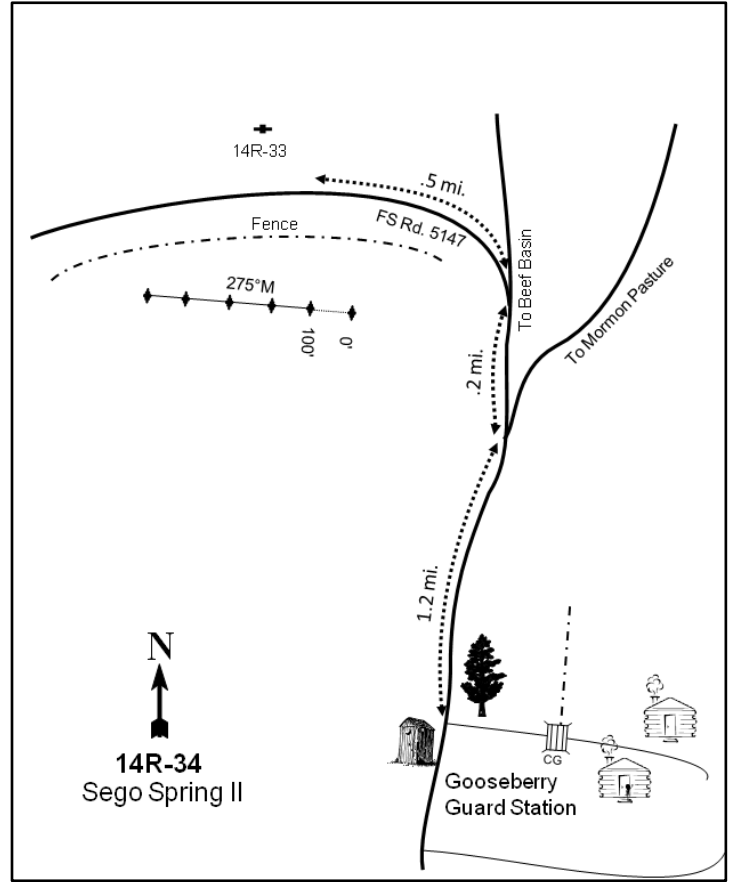 14R-33
.5 mi.
FS Rd. 5147
Fence
To Beef Basin
275°M
0'
100'
To Mormon Pasture
.2 mi.
1.2 mi.
N
14R-34
Sego Spring II
CG
Gooseberry
Guard Station